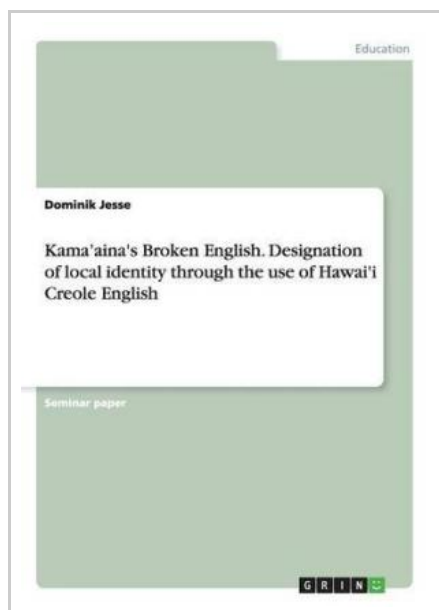 Education
Dominik Jesse
Kama'aina's Broken English. Designation
of local identity through the use of Hawai'i
Creole English
Seminar paper
GRIN